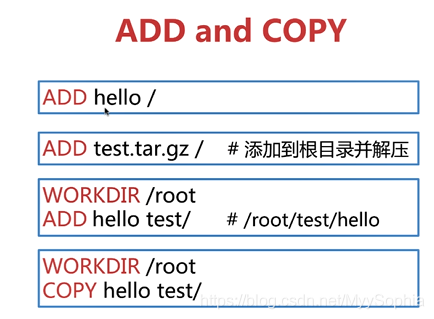 ADD and COPY
ADD hello /
ADD test.tar.gz / # 添加到根目录并解压
WORKDIR /root
ADD hello test/ # /root/test/hello
WORKDIR /root
COPY hello test/
https://blog.csdn.net/MyySophia